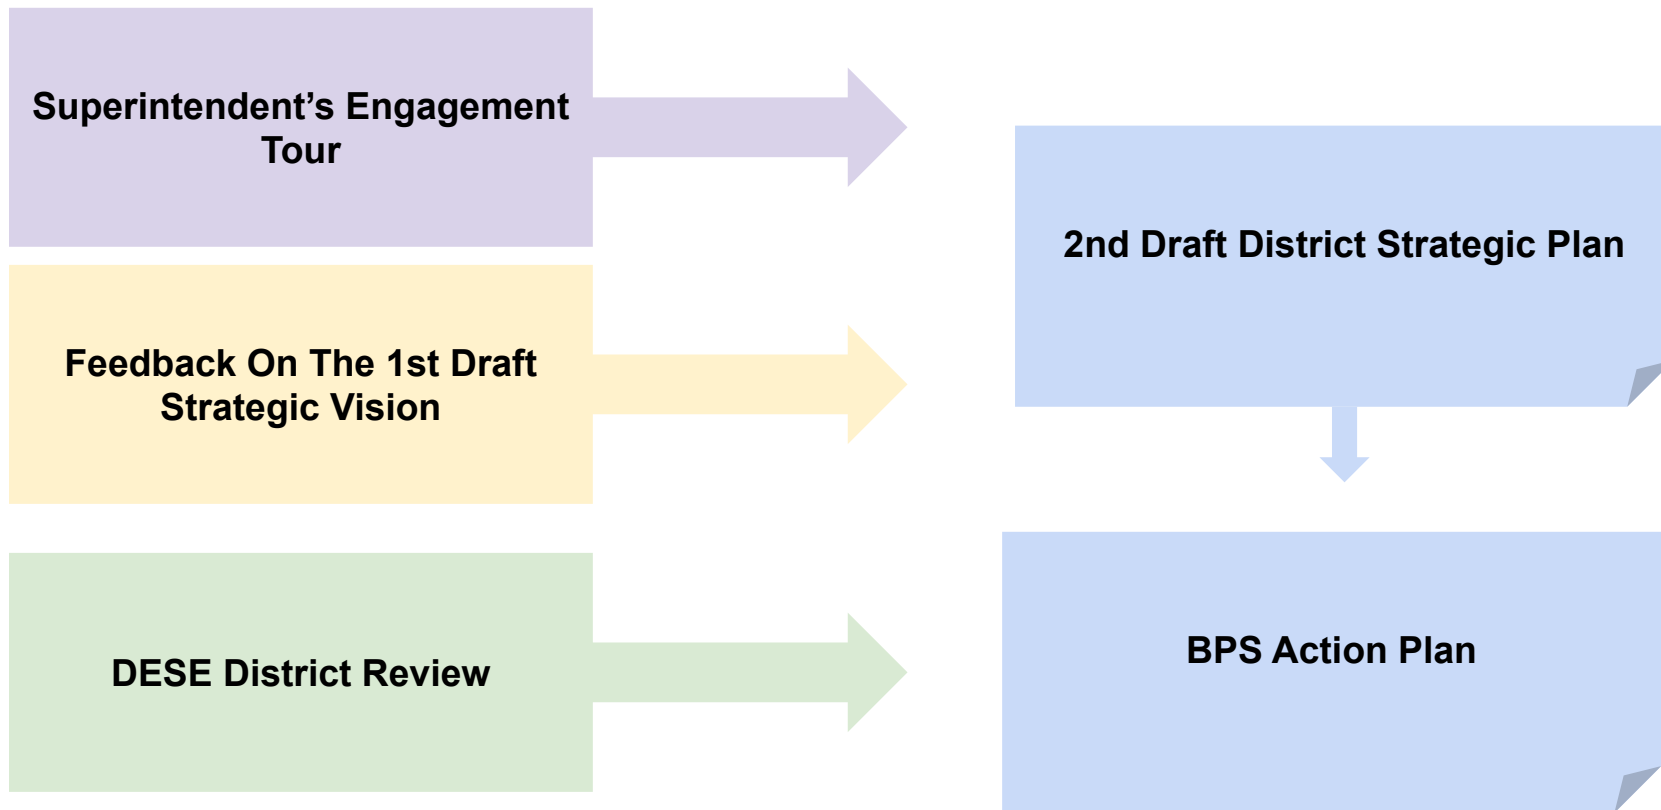 Superintendent’s Engagement
Tour
Feedback On The 1st Draft
Strategic Vision
DESE District Review
2nd Draft District Strategic Plan
BPS Action Plan